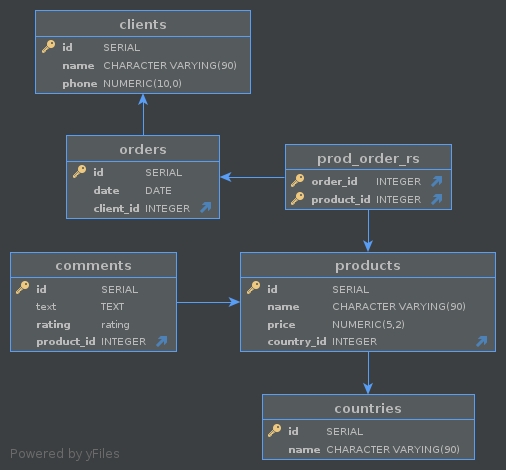 clients
id SERIAL
name CHARACTER VARYING(90)
phone NUMERIC(10,0)
orders
id SERIAL
date DATE
client_id INTEGER
prod_order_rs
order_id INTEGER
product_id INTEGER
comments
id SERIAL
text TEXT
rating rating
product_id INTEGER
products
id SERIAL
name CHARACTER VARYING(90)
price NUMERIC(5,2)
country_id INTEGER
countries
id SERIAL
name CHARACTER VARYING(90)
Powered by yFiles